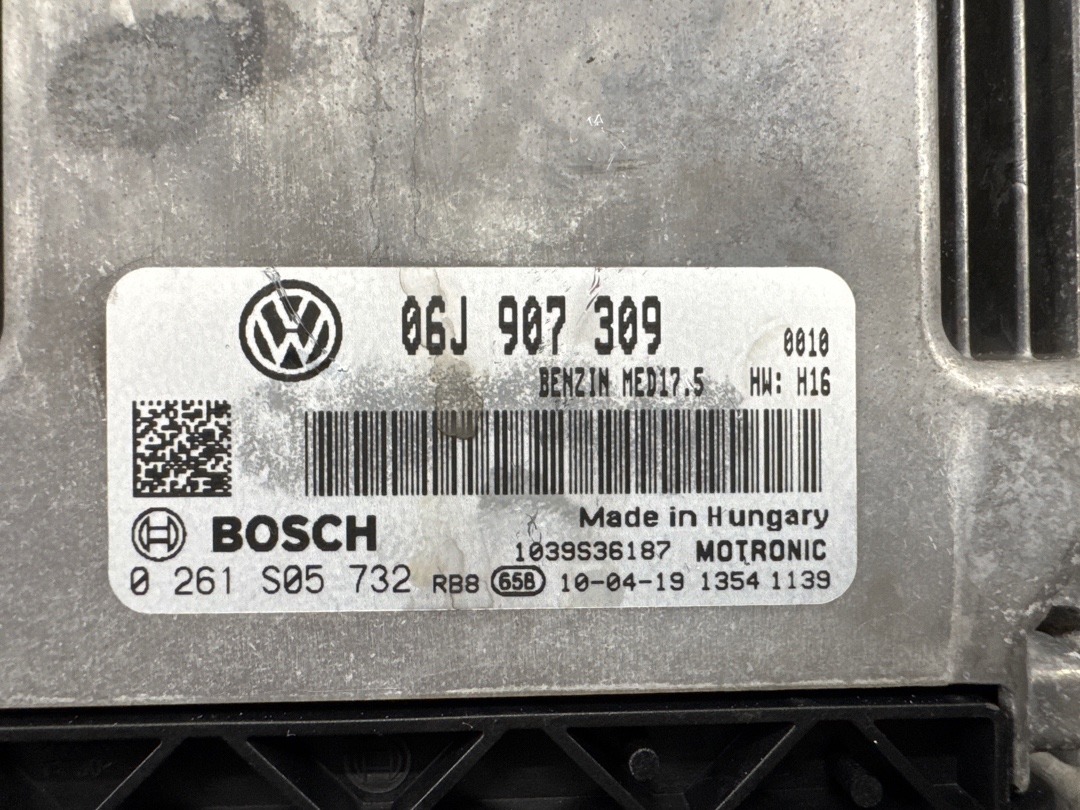 06J 907 309
0010
BENZIN MED17.5 HW: H16
Made in Hungary
BOSCH
1039S36187 MOTRONIC
0 261 S05 732 RB8 658 10-04-19 1354 1139